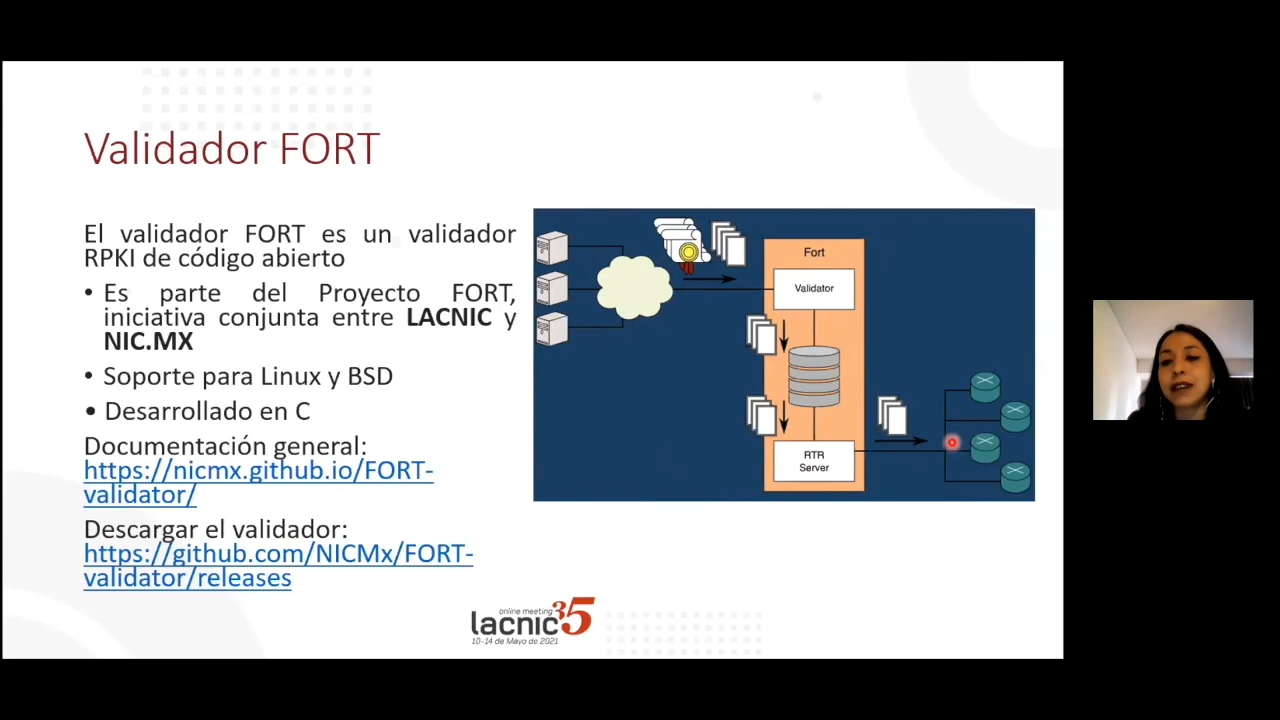 Validador FORT
El validador FORT es un validador
RPKI de código abierto
• Es parte del Proyecto FORT,
iniciativa conjunta entre LACNIC y
NIC.MX
• Soporte para Linux y BSD
• Desarrollado en C
Documentación general:
https://nicmx.github.io/FORT-
validator/
Descargar el validador:
https://github.com/NICMx/FORT-
validator/releases
Fort
Validator
RTR
Server
online meeting
lacnic 35
10-14 de Mayo de 2021